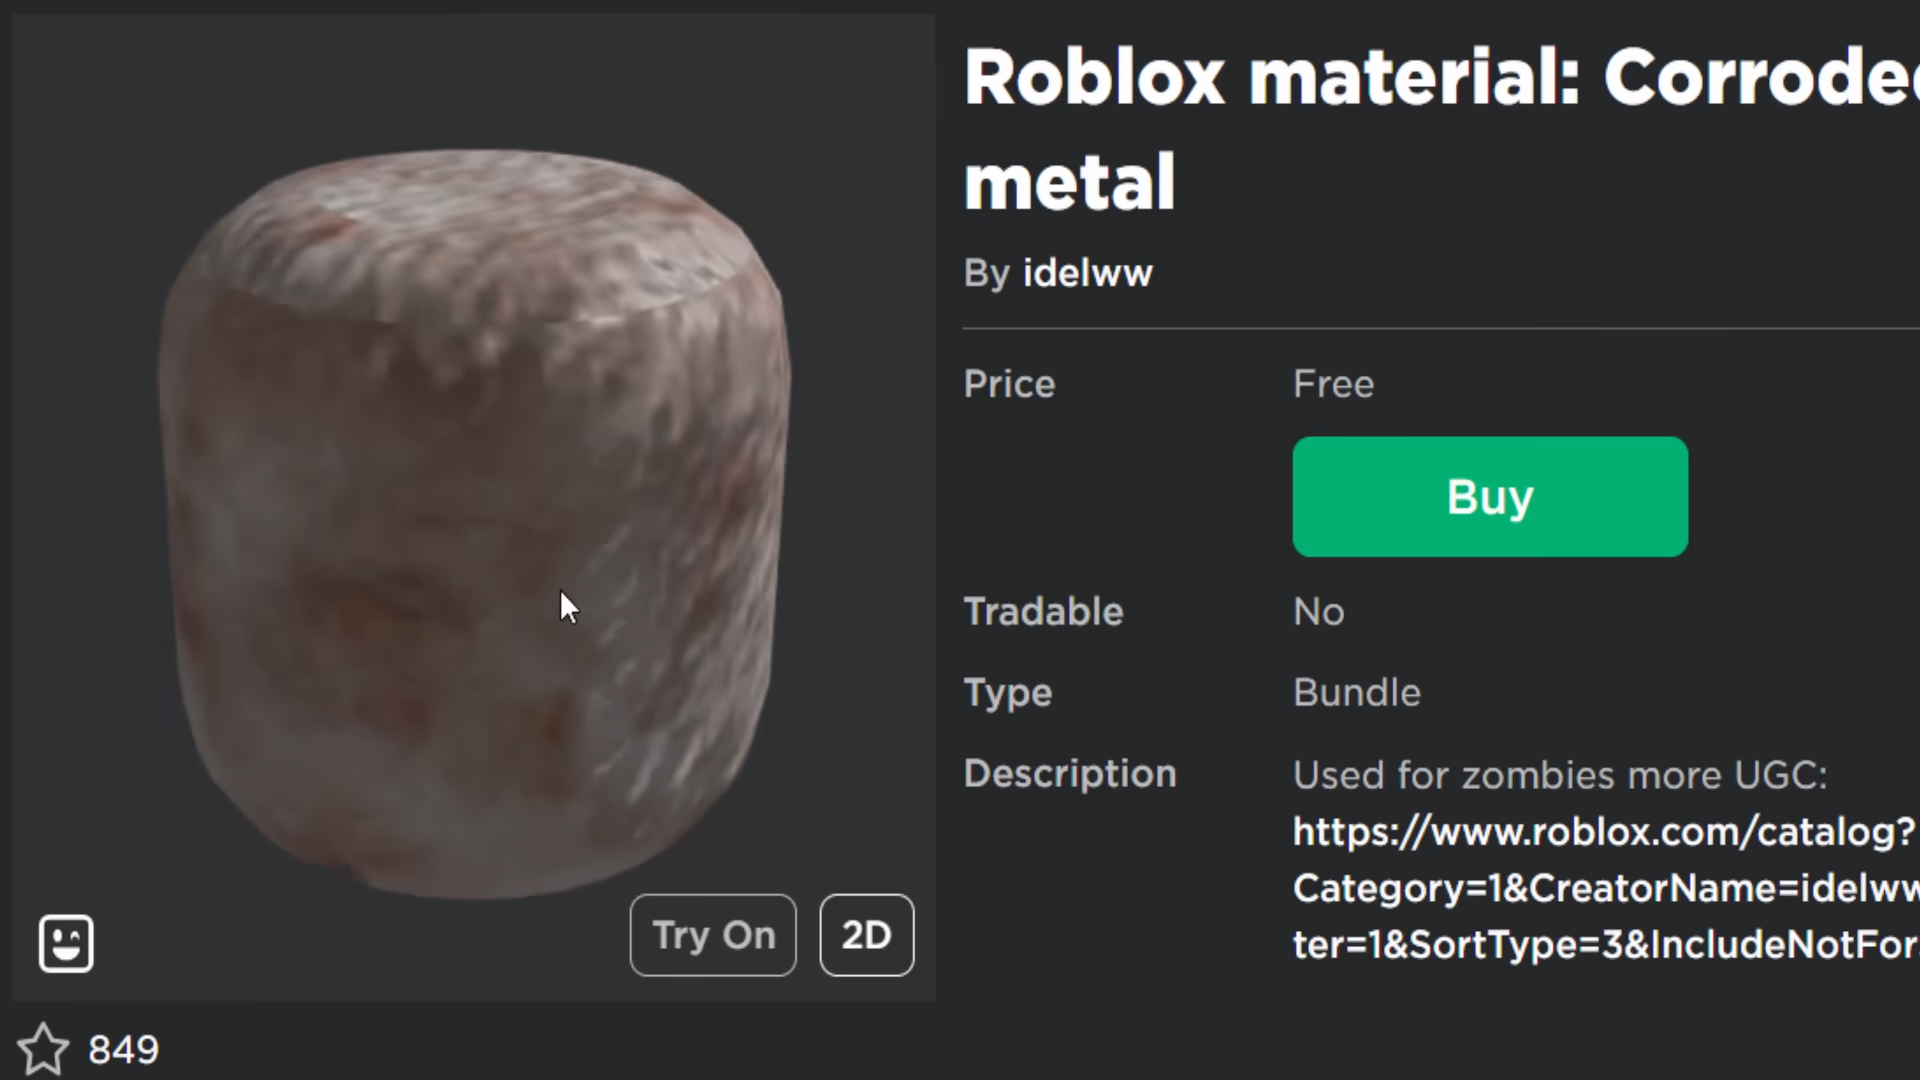 Roblox material: Corroded
metal
By idelww
Price Free
Buy
Tradable No
Type Bundle
Description Used for zombies more UGC:
https://www.roblox.com/catalog?
Category=1&CreatorName=idelww
ter=1&SortType=3&IncludeNotFor
Try On 2D
849